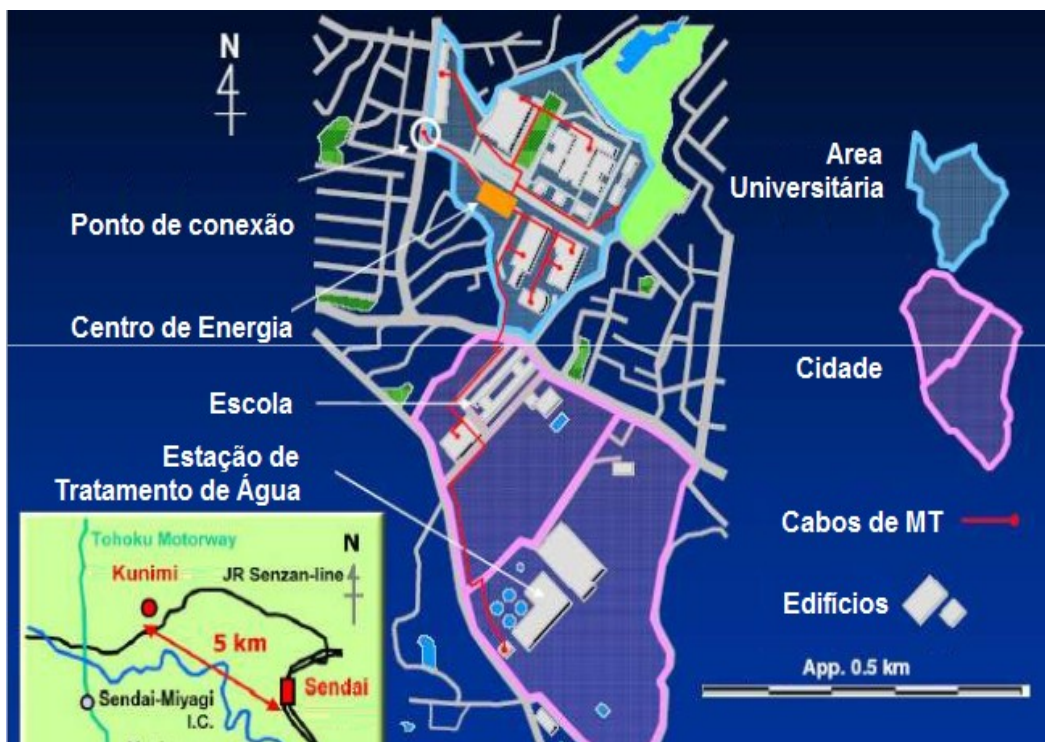 N
Ponto de conexão
Centro de Energia
Escola
Estação de
Tratamento de Água
Area
Universitária
Cidade
Cabos de MT
Edifícios
App. 0.5 km
Tohoku Motorway
N
Kunimi
JR Senzan-line
5 km
Sendai
Sendai-Miyagi
I.C.